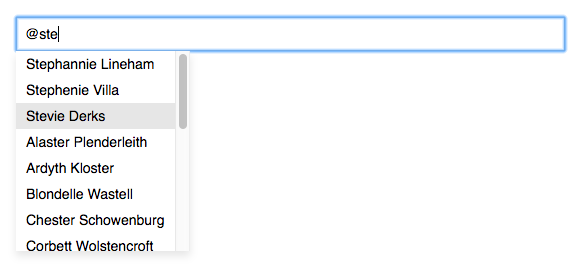 @ste
Stephannie Lineham
Stephenie Villa
Stevie Derks
Alaster Plenderleith
Ardyth Kloster
Blondelle Wastell
Chester Schowenburg
Corbett Wolstencroft